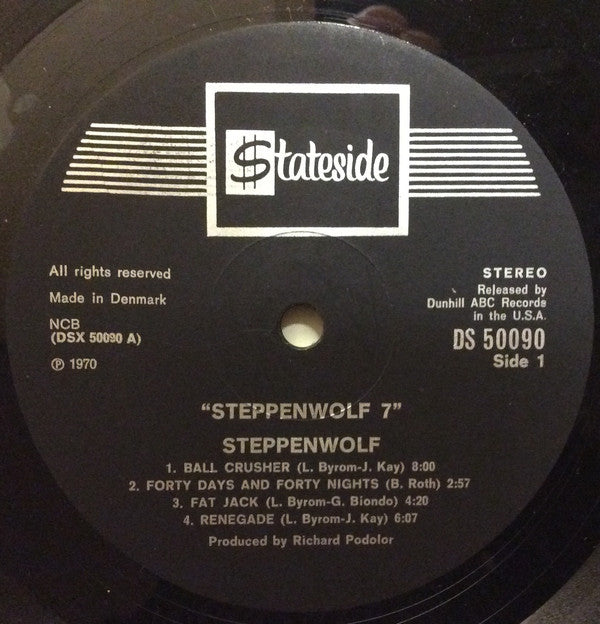 $tateside
All rights reserved
Made in Denmark
NCB
(DSX 50090 A)
℗ 1970
STEREO
Released by
Dunhill ABC Records
in the U.S.A.
DS 50090
Side 1
"STEPPENWOLF 7"
STEPPENWOLF
1. BALL CRUSHER (L. Byrom-J. Kay) 8:00
2. FORTY DAYS AND FORTY NIGHTS (B. Roth) 2:57
3. FAT JACK (L. Byrom-G. Biondo) 4:20
4. RENEGADE (L. Byrom-J. Kay) 6:07
Produced by Richard Podolor